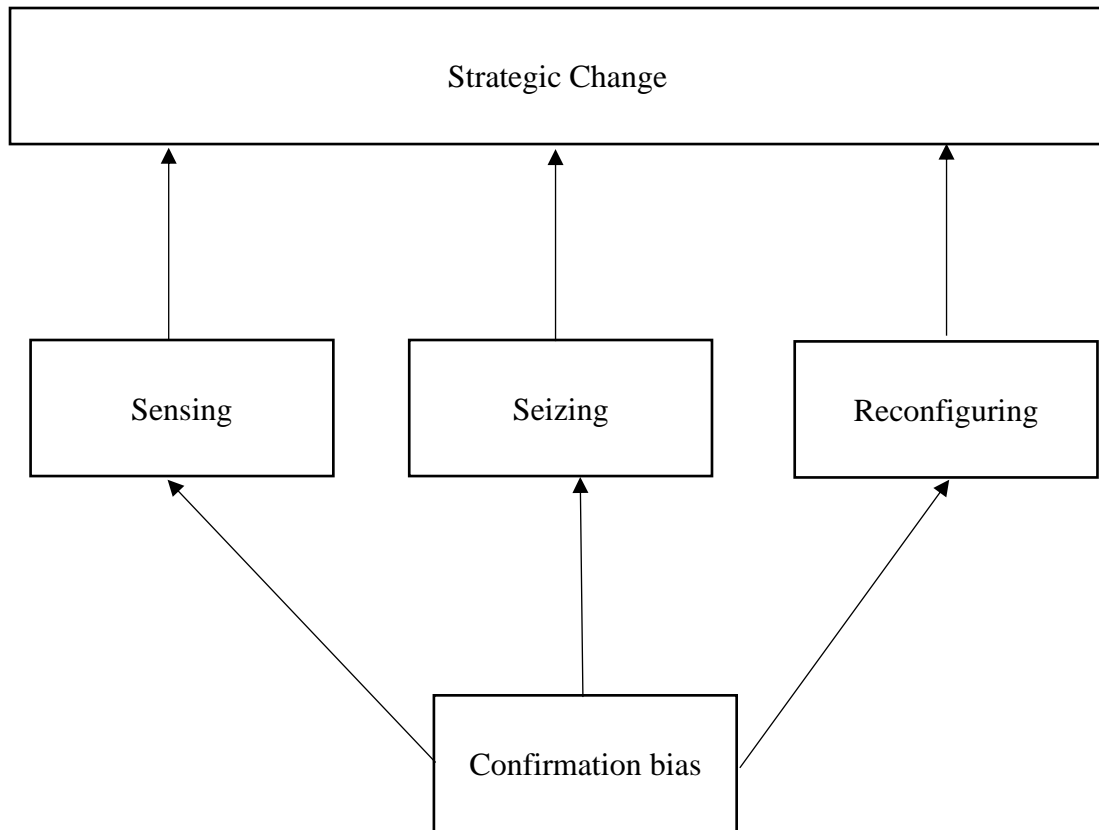 Strategic Change
Sensing
Seizing
Reconfiguring
Confirmation bias